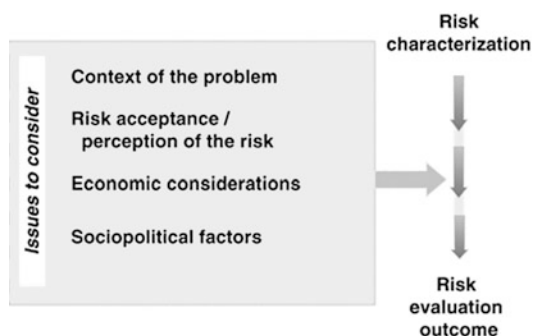 Risk
characterization
Issues to consider
Context of the problem
Risk acceptance /
perception of the risk
Economic considerations
Sociopolitical factors
Risk
evaluation
outcome